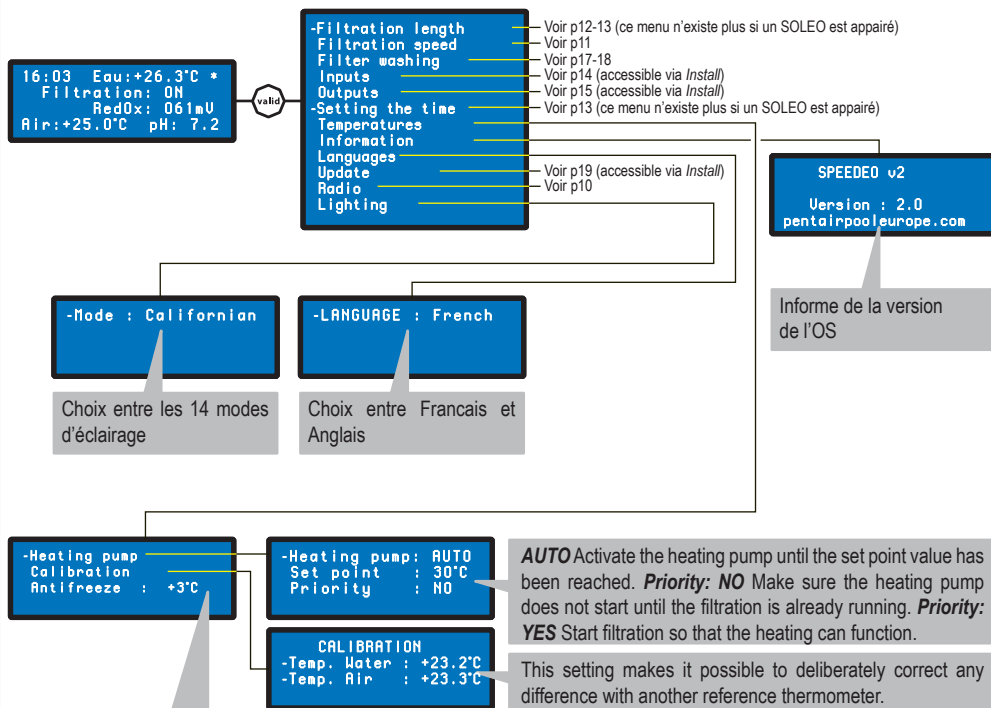 16:03 Eau:+26.3°C *
Filtration: ON
RedOx: 061mV
Air:+25.0°C pH: 7.2
valid
-Filtration length
Filtration speed
Filter washing
Inputs
Outputs
-Setting the time
Temperatures
Information
Languages
Update
Radio
Lighting
Voir p12-13 (ce menu n’existe plus si un SOLEO est appairé)
Voir p11
Voir p17-18
Voir p14 (accessible via Install)
Voir p15 (accessible via Install)
Voir p13 (ce menu n’existe plus si un SOLEO est appairé)
Voir p19 (accessible via Install)
Voir p10
SPEEDEO v2
Version : 2.0
pentairpooleurope.com
Informe de la version
de l’OS
-Mode : Californian
Choix entre les 14 modes
d’éclairage
-LANGUAGE : French
Choix entre Francais et
Anglais
-Heating pump
Calibration
Antifreeze : +3°C
-Heating pump: AUTO
Set point : 30°C
Priority : NO
AUTO Activate the heating pump until the set point value has
been reached. Priority: NO Make sure the heating pump
does not start until the filtration is already running. Priority:
YES Start filtration so that the heating can function.
CALIBRATION
-Temp. Water : +23.2°C
-Temp. Air : +23.3°C
This setting makes it possible to deliberately correct any
difference with another reference thermometer.